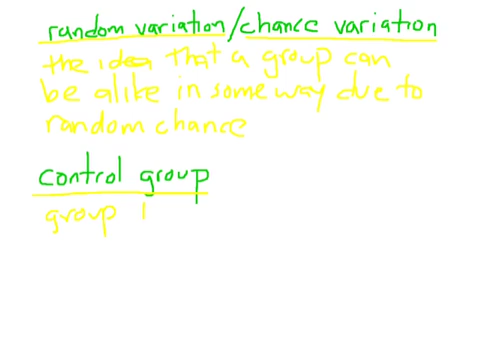 random variation/chance variation
the idea that a group can
be alike in some way due to
random chance
control group
group